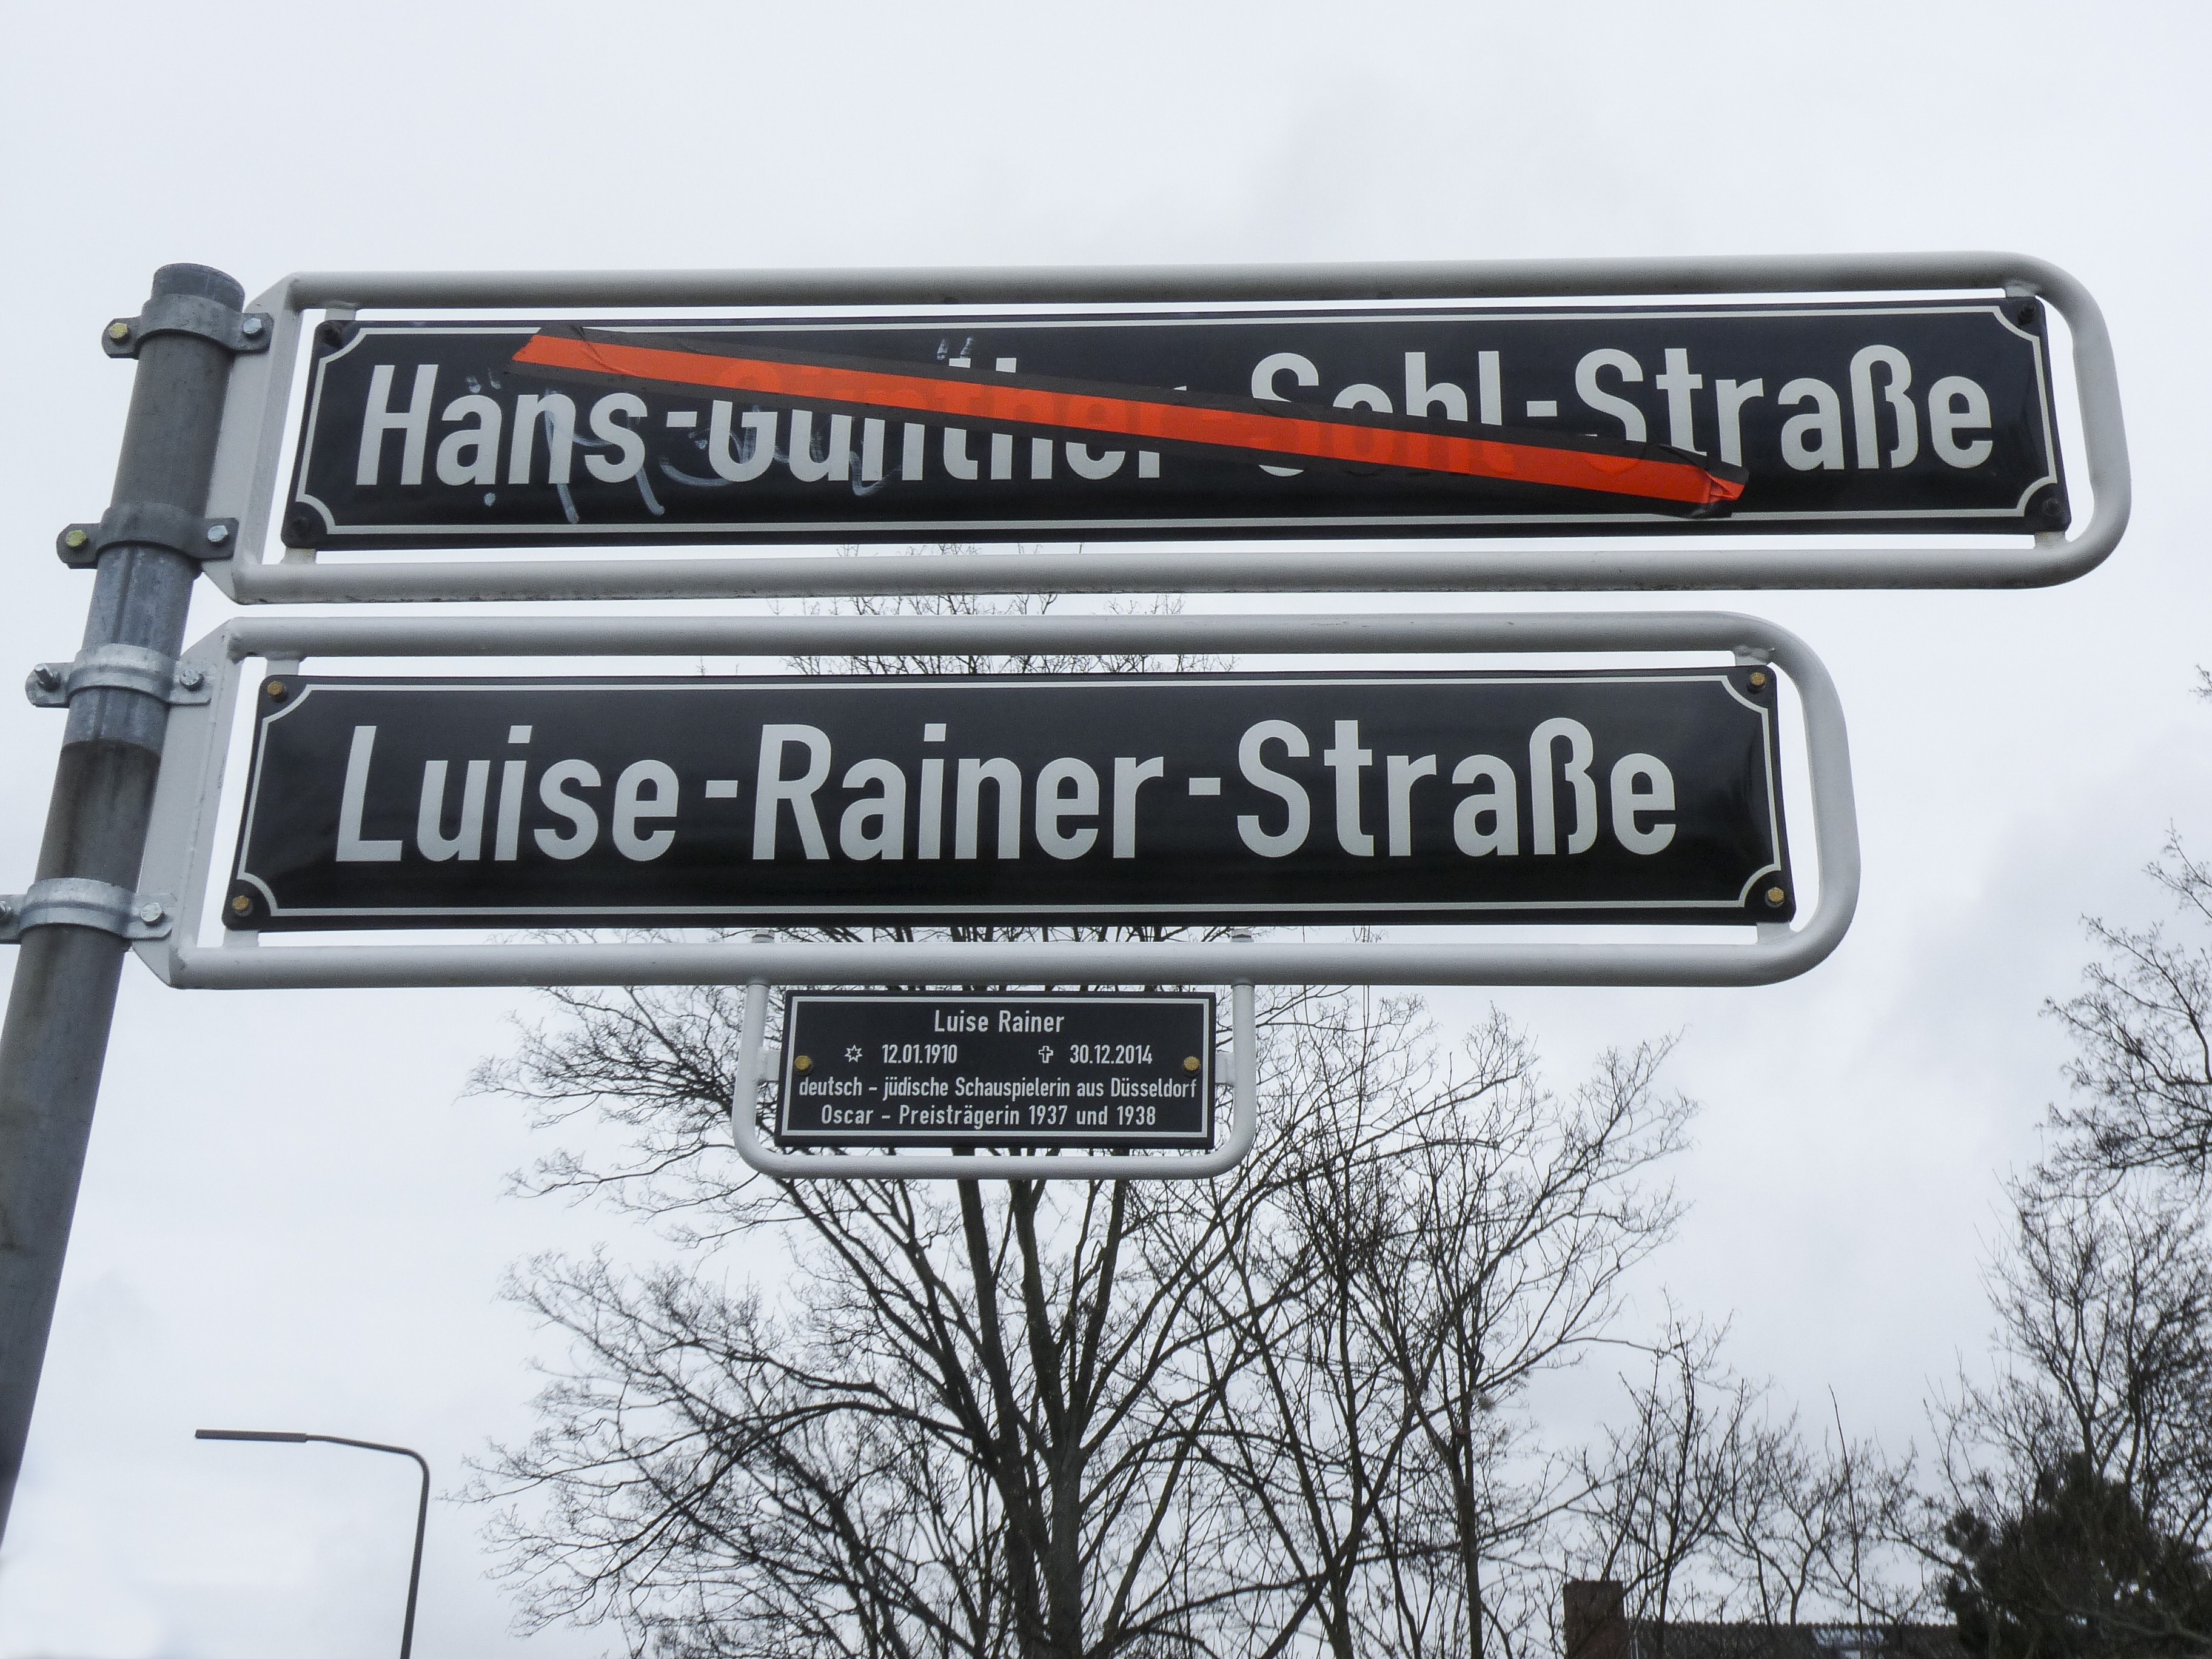 Hans-Günther-Sohl-Straße
Luise-Rainer-Straße
Luise Rainer
12.01.1910 30.12.2014
deutsch - jüdische Schauspielerin aus Düsseldorf
Oscar - Preisträgerin 1937 und 1938